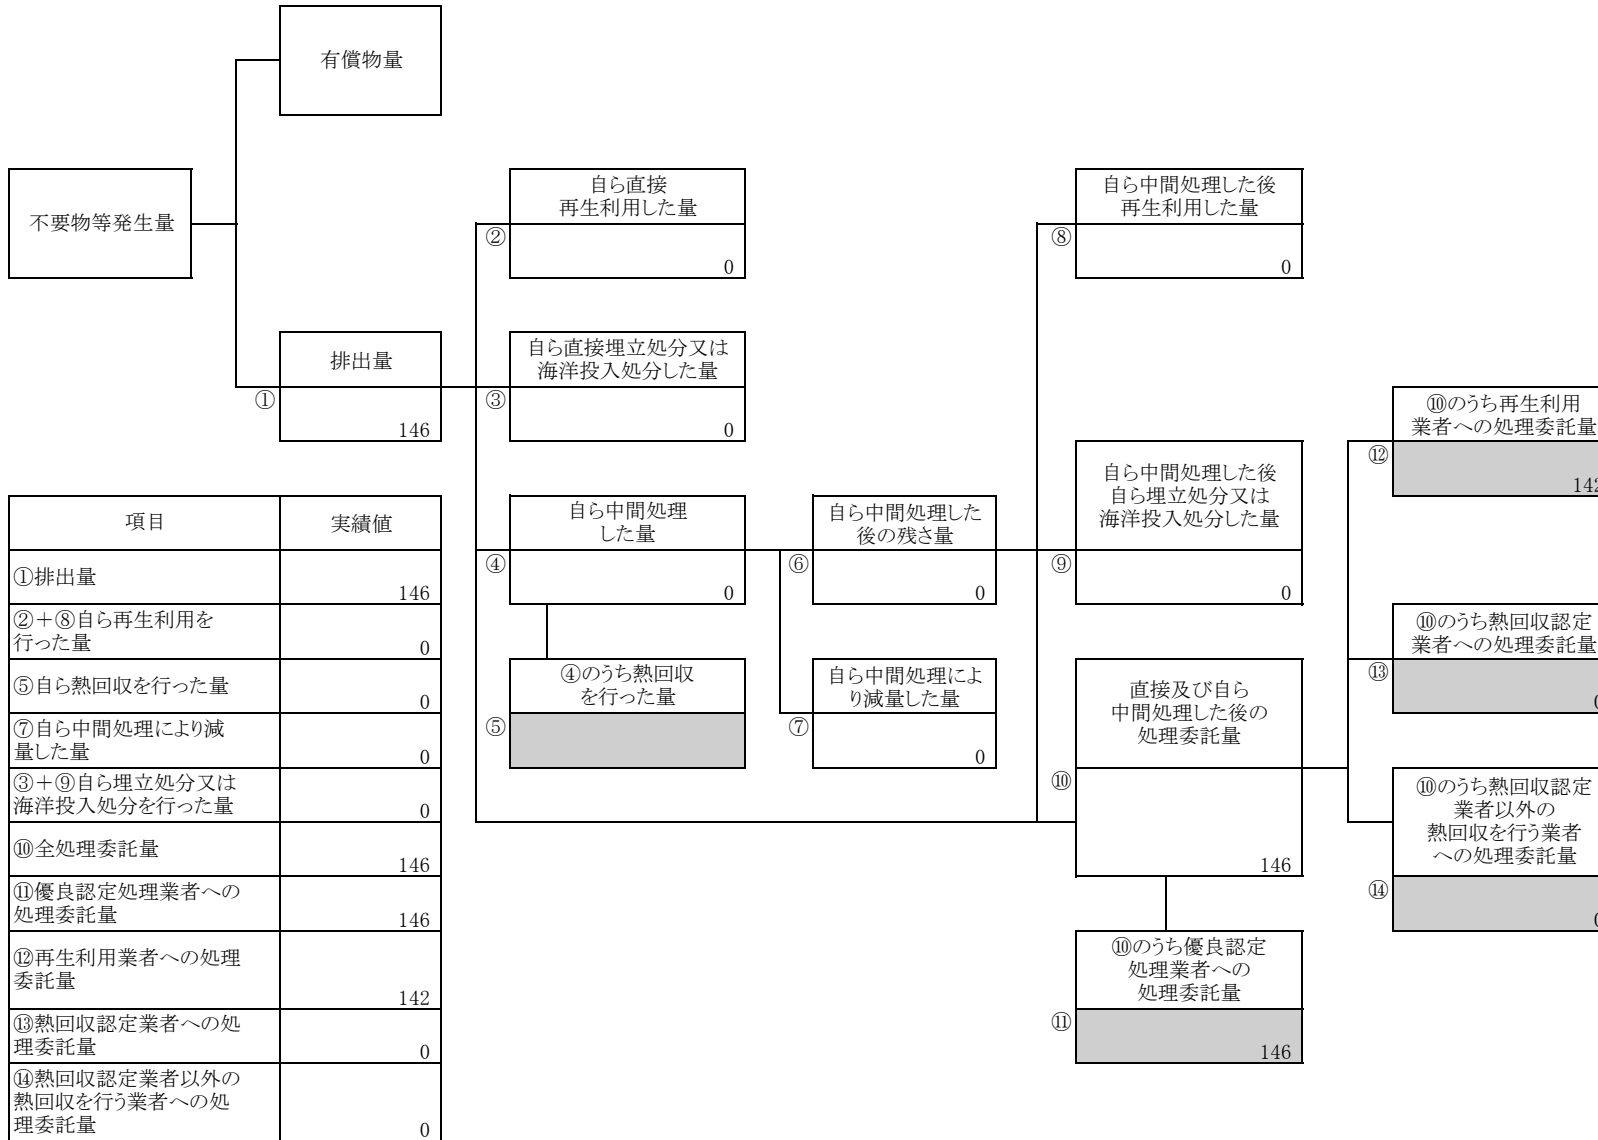 有償物量
不要物等発生量
自ら直接
再生利用した量
②
0
自ら中間処理した後
再生利用した量
⑧
0
排出量
①
146
自ら直接埋立処分又は
海洋投入処分した量
③
0
自ら中間処理
した量
④
0
自ら中間処理した
後の残さ量
⑥
0
自ら中間処理した後
自ら埋立処分又は
海洋投入処分した量
⑨
0
⑩のうち再生利用
業者への処理委託量
⑫
142
④のうち熱回収
を行った量
⑤
自ら中間処理によ
り減量した量
⑦
0
直接及び自ら
中間処理した後の
処理委託量
⑩
146
⑩のうち熱回収認定
業者への処理委託量
⑬
0
⑩のうち熱回収認定
業者以外の
熱回収を行う業者
への処理委託量
⑭
0
⑩のうち優良認定
処理業者への
処理委託量
⑪
146
項目 実績値
①排出量
146
②+⑧自ら再生利用を
行った量
0
⑤自ら熱回収を行った量
0
⑦自ら中間処理により減
量した量
0
③+⑨自ら埋立処分又は
海洋投入処分を行った量
0
⑩全処理委託量
146
⑪優良認定処理業者への
処理委託量
146
⑫再生利用業者への処理
委託量
142
⑬熱回収認定業者への処
理委託量
0
⑭熱回収認定業者以外の
熱回収を行う業者への処
理委託量
0